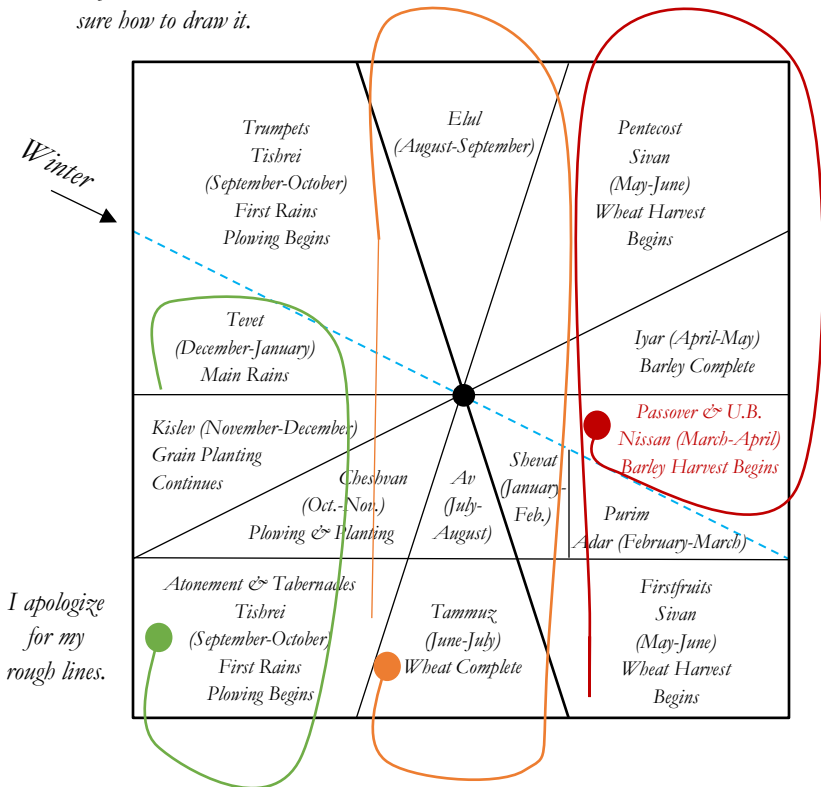 sure how to draw it.
Winter
Trumpets
Tishrei
(September-October)
First Rains
Plowing Begins
Elul
(August-September)
Pentecost
Sivan
(May-June)
Wheat Harvest
Begins
Tevet
(December-January)
Main Rains
Iyar (April-May)
Barley Complete
Kislev (November-December)
Grain Planting
Continues
Cheshvan
(Oct.-Nov.)
Plowing & Planting
Av
(July-
August)
Shevat
(January-
Feb.)
Passover & U.B.
Nissan (March-April)
Barley Harvest Begins
Purim
Adar (February-March)
I apologize
for my
rough lines.
Atonement & Tabernacles
Tishrei
(September-October)
First Rains
Plowing Begins
Tammuz
(June-July)
Wheat Complete
Firstfruits
Sivan
(May-June)
Wheat Harvest
Begins